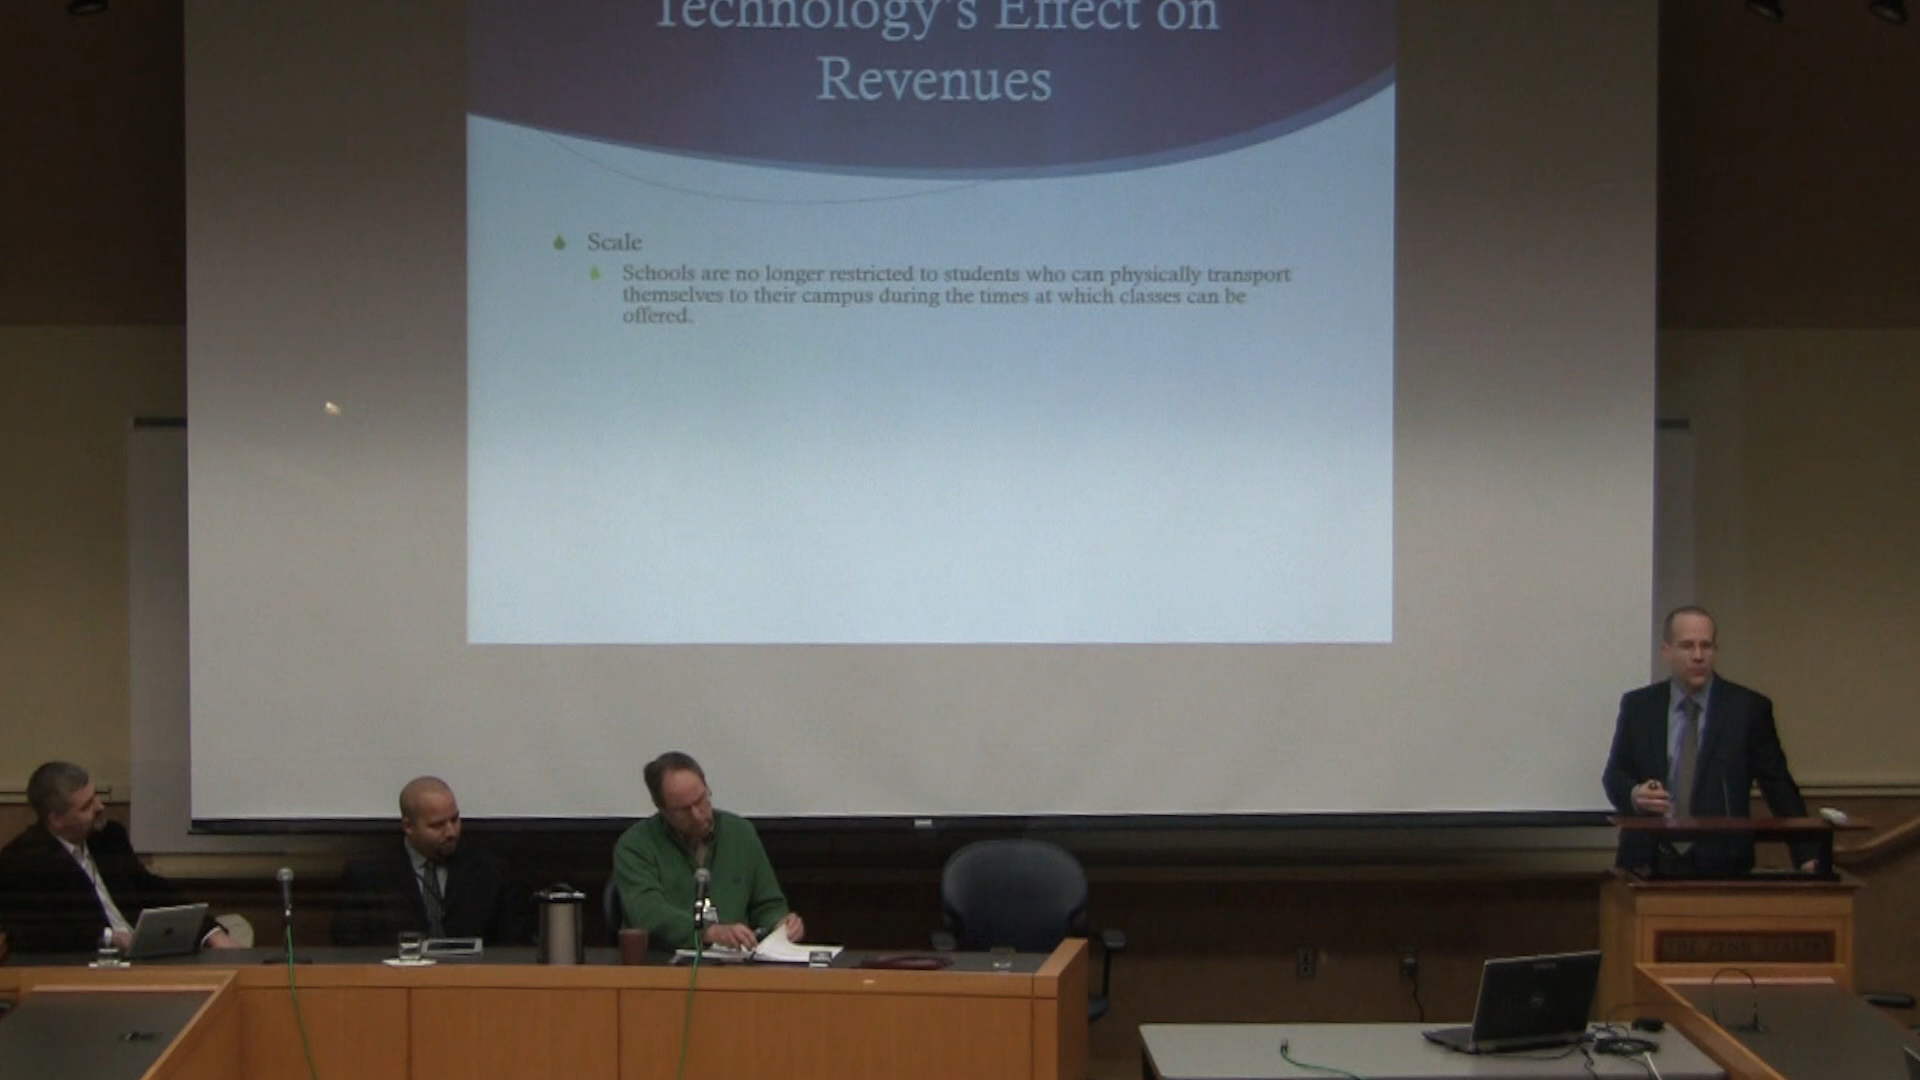 Technology's Effect on
Revenues
Scale
Schools are no longer restricted to students who can physically transport
themselves to their campus during the times at which classes can be
offered.